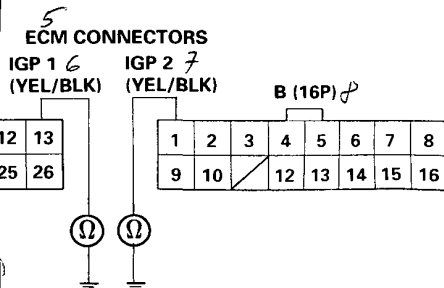 5
ECM CONNECTORS
IGP 1 6 IGP 2 7
(YEL/BLK) (YEL/BLK) B (16P) 8
12 13 1 2 3 4 5 6 7 8
25 26 9 10 12 13 14 15 16
Ω Ω